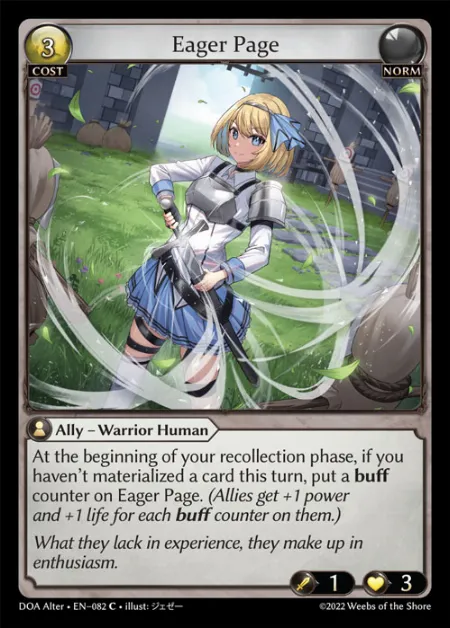 3
Eager Page
COST
NORM
Ally – Warrior Human
At the beginning of your recollection phase, if you
haven't materialized a card this turn, put a buff
counter on Eager Page. (Allies get +1 power
and +1 life for each buff counter on them.)
What they lack in experience, they make up in
enthusiasm.
1
3
DOA Alter • EN–082 C • illust: ジェゼー
©2022 Weebs of the Shore